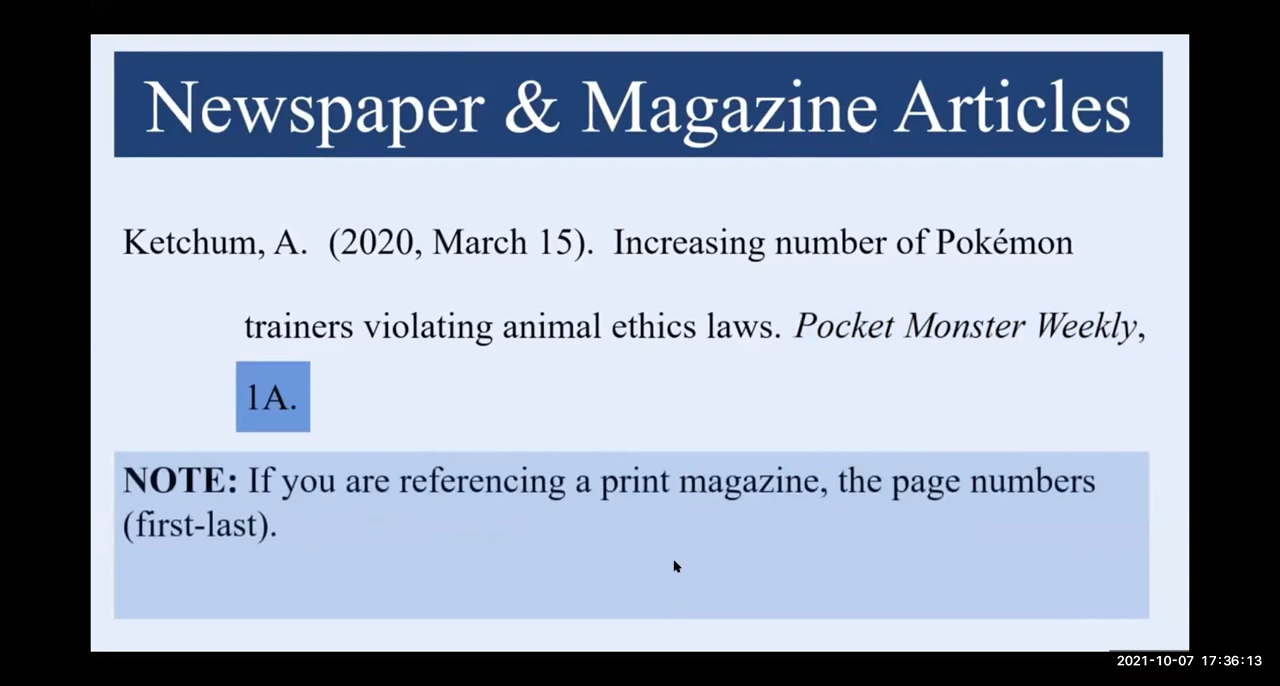 Newspaper & Magazine Articles
Ketchum, A.  (2020, March 15).  Increasing number of Pokémon
trainers violating animal ethics laws. Pocket Monster Weekly,
1A.
NOTE: If you are referencing a print magazine, the page numbers
(first-last).
2021-10-07 17:36:13